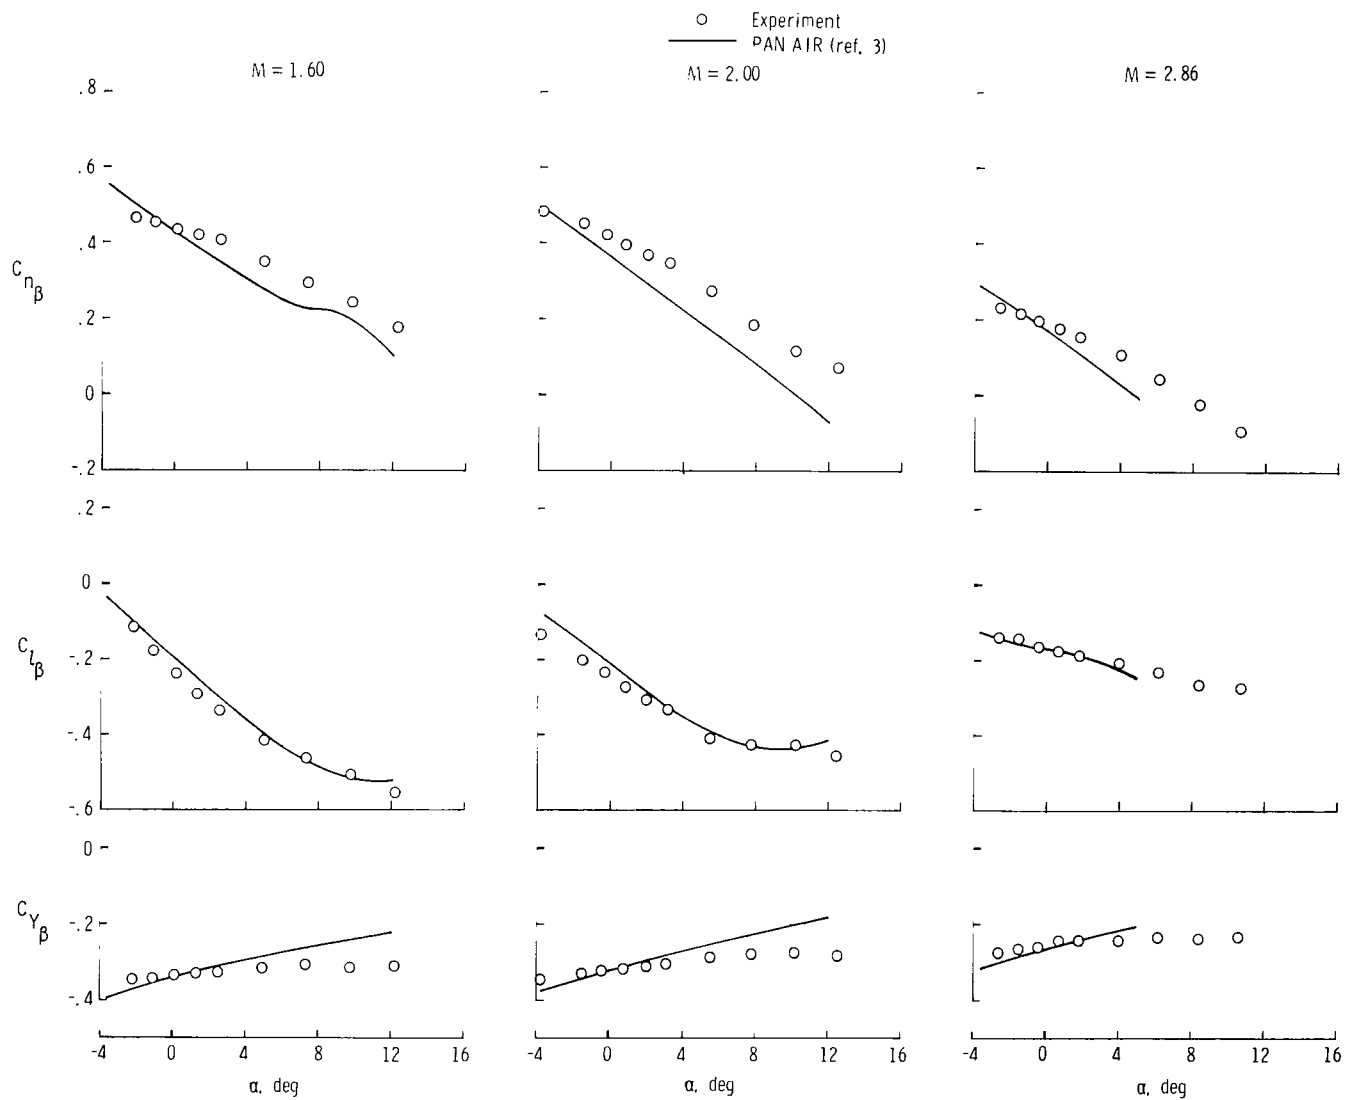 Experiment
PAN AIR (ref. 3)
M = 1.60
M = 2.00
M = 2.86
.8
.6
.4
Cnβ
.2
0
-.2
.2
0
-.2
Clβ
-.4
-.6
0
-.2
CYβ
-.4
-4 0 4 8 12 16
-4 0 4 8 12 16
-4 0 4 8 12 16
α, deg
α, deg
α, deg